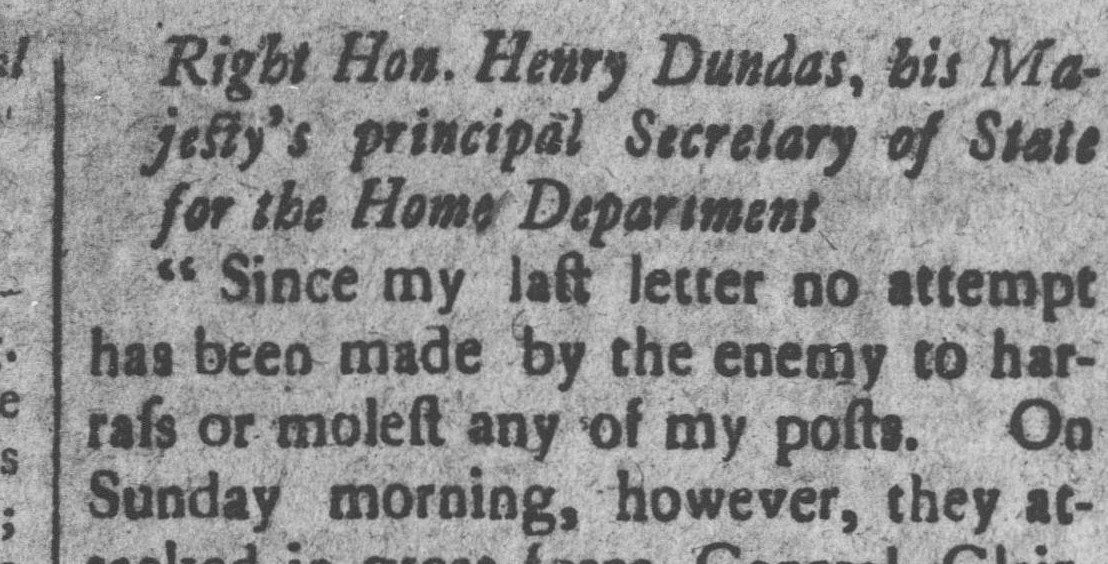 Right Hon. Henry Dundas, his Ma-
jeſty's principal Secretary of State
for the Home Department
“ Since my laſt letter no attempt
has been made by the enemy to har-
raſs or moleſt any of my poſts. On
Sunday morning, however, they at-